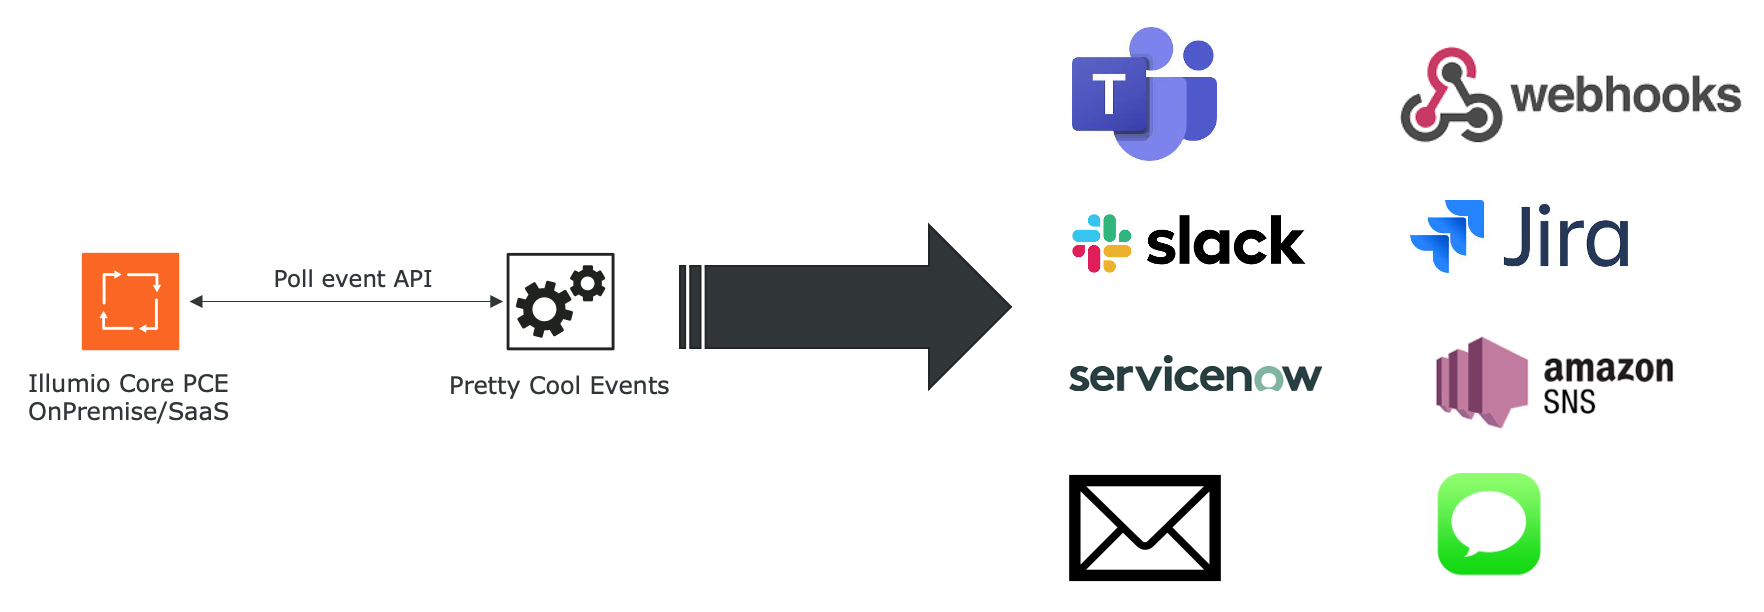 Poll event API
Illumio Core PCE
OnPremise/SaaS
Pretty Cool Events
T
webhooks
slack
Jira
servicenow
amazon
SNS